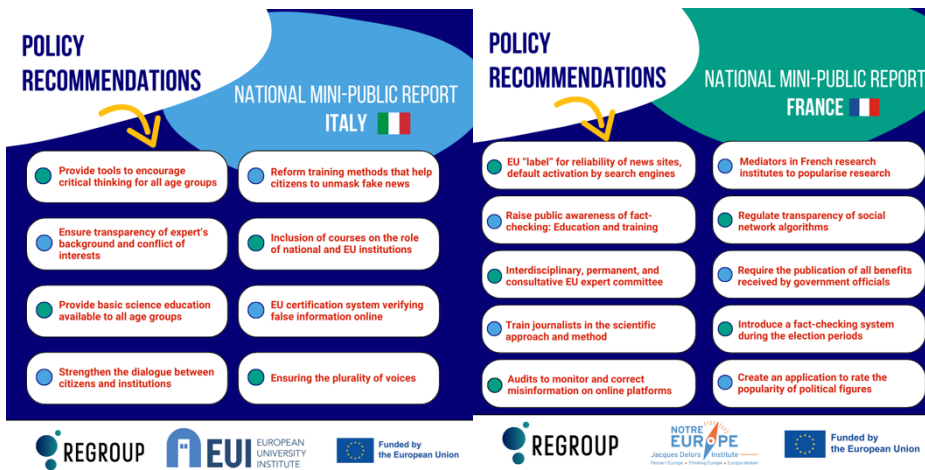 POLICY
RECOMMENDATIONS
NATIONAL MINI-PUBLIC REPORT
ITALY
Provide tools to encourage
critical thinking for all age groups
Reform training methods that help
citizens to unmask fake news
Ensure transparency of expert's
background and conflict of
interests
Inclusion of courses on the role
of national and EU institutions
Provide basic science education
available to all age groups
EU certification system verifying
false information online
Strengthen the dialogue between
citizens and institutions
Ensuring the plurality of voices
REGROUP
EUI
EUROPEAN
UNIVERSITY
INSTITUTE
Funded by
the European Union
POLICY
RECOMMENDATIONS
NATIONAL MINI-PUBLIC REPORT
FRANCE
EU "label" for reliability of news sites,
default activation by search engines
Mediators in French research
institutes to popularise research
Raise public awareness of fact-
checking: Education and training
Regulate transparency of social
network algorithms
Interdisciplinary, permanent, and
consultative EU expert committee
Require the publication of all benefits
received by government officials
Train journalists in the scientific
approach and method
Introduce a fact-checking system
during the election periods
Audits to monitor and correct
misinformation on online platforms
Create an application to rate the
popularity of political figures
REGROUP
NOTRE
EUROPE
Jacques Delors Institute
Penser l'Europe • Thinking Europe • Europa denken
Funded by
the European Union